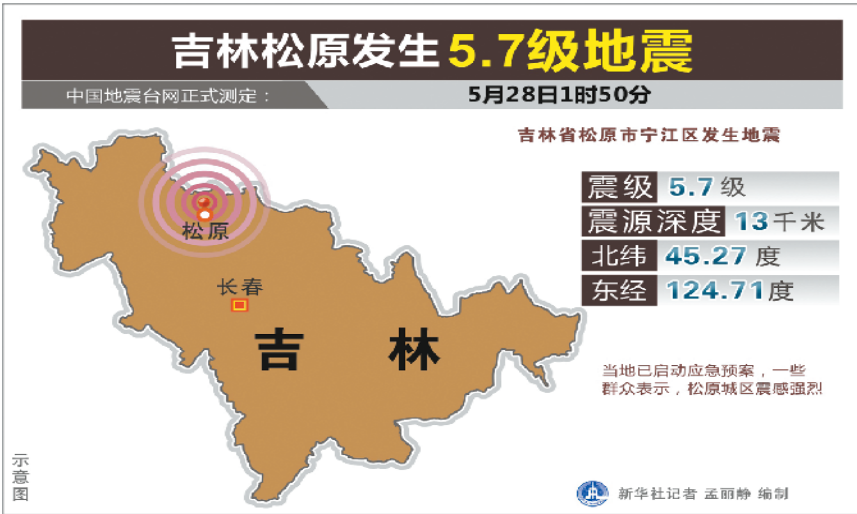 吉林松原发生5.7级地震
中国地震台网正式测定：
5月28日1时50分
吉林省松原市宁江区发生地震
震级 5.7级
震源深度 13千米
北纬 45.27度
东经 124.71度
松原
长春
吉 林
当地已启动应急预案，一些
群众表示，松原城区震感强烈
示意图
新华社记者 孟丽静 编制